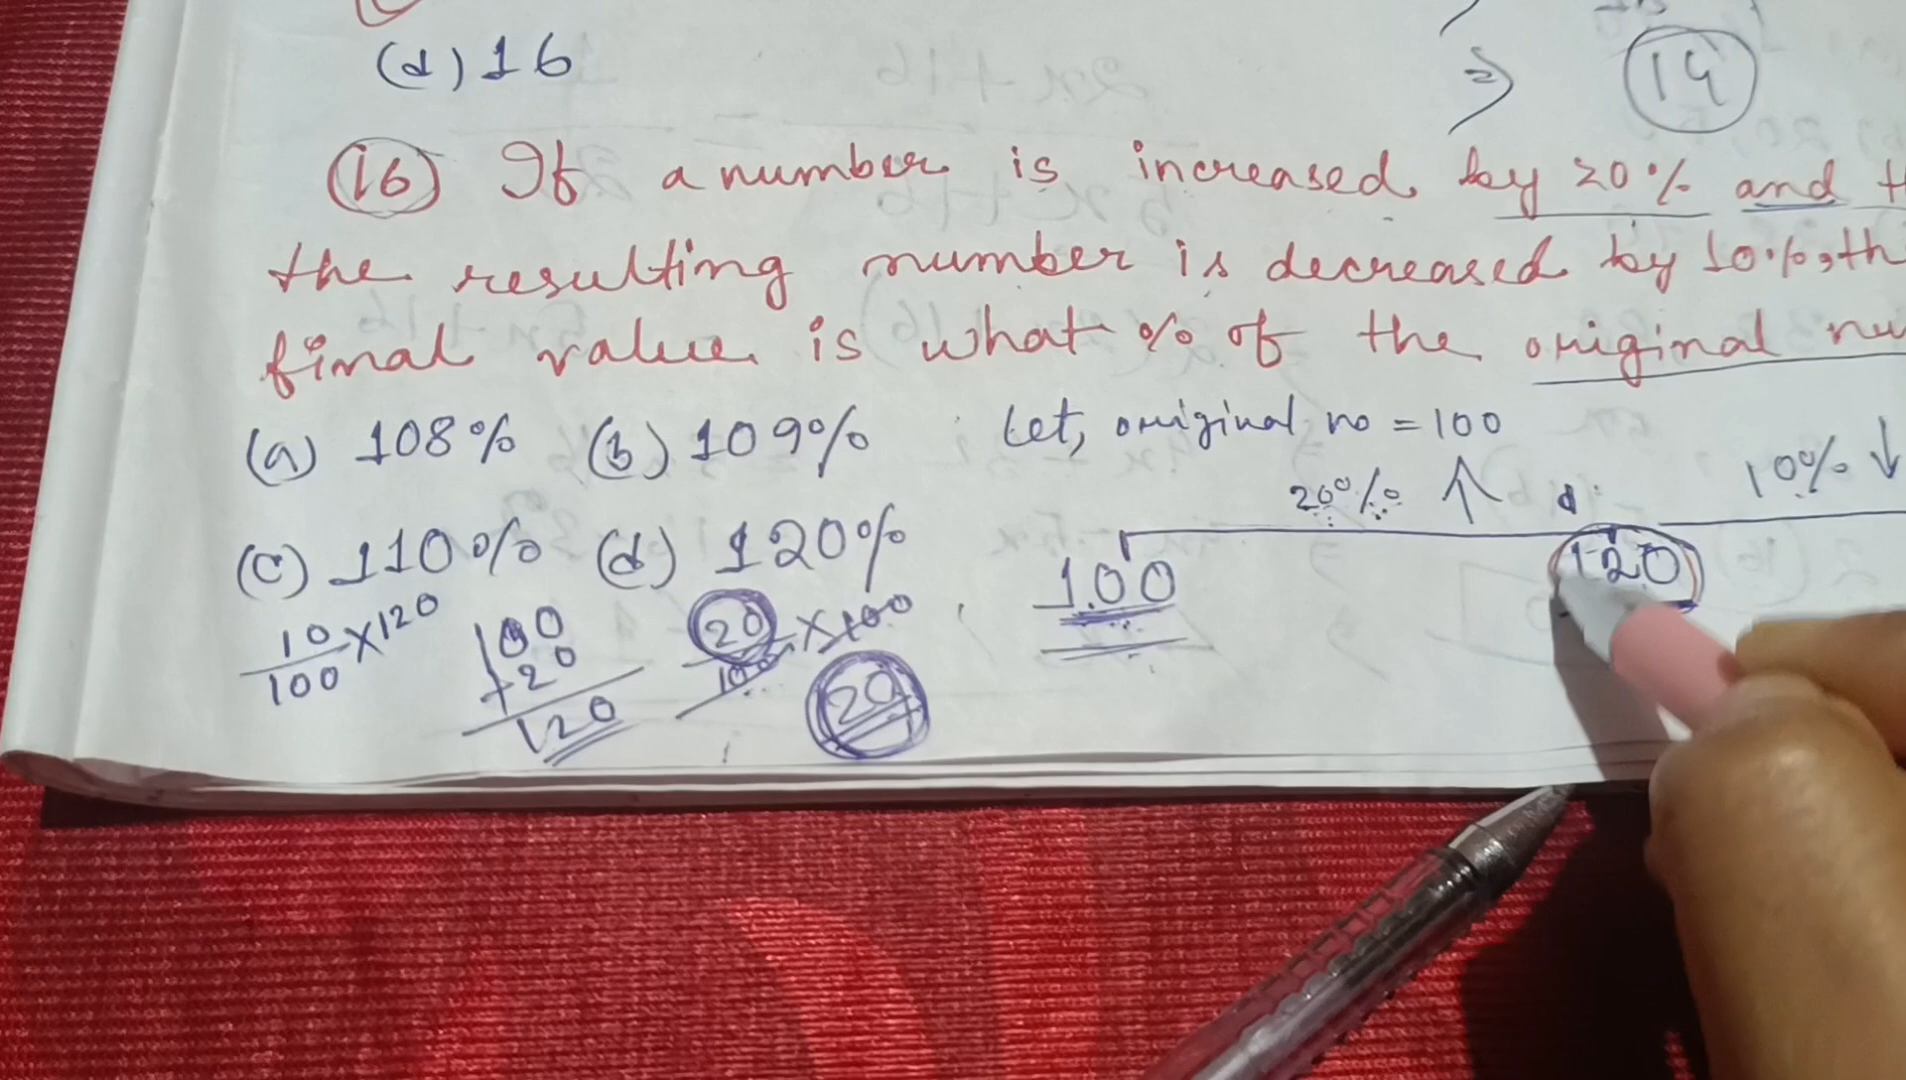 (d) 16
⇒ 19
(16) If a number is increased by 20% and
the resulting number is decreased by 10%, th
final value is what % of the original nu
(a) 108% (b) 109%
Let, original no = 100
20% ↑ 10% ↓
(c) 110% (d) 120%
100 120
10/100 × 120
100
+20
120
20/100 × 100
20